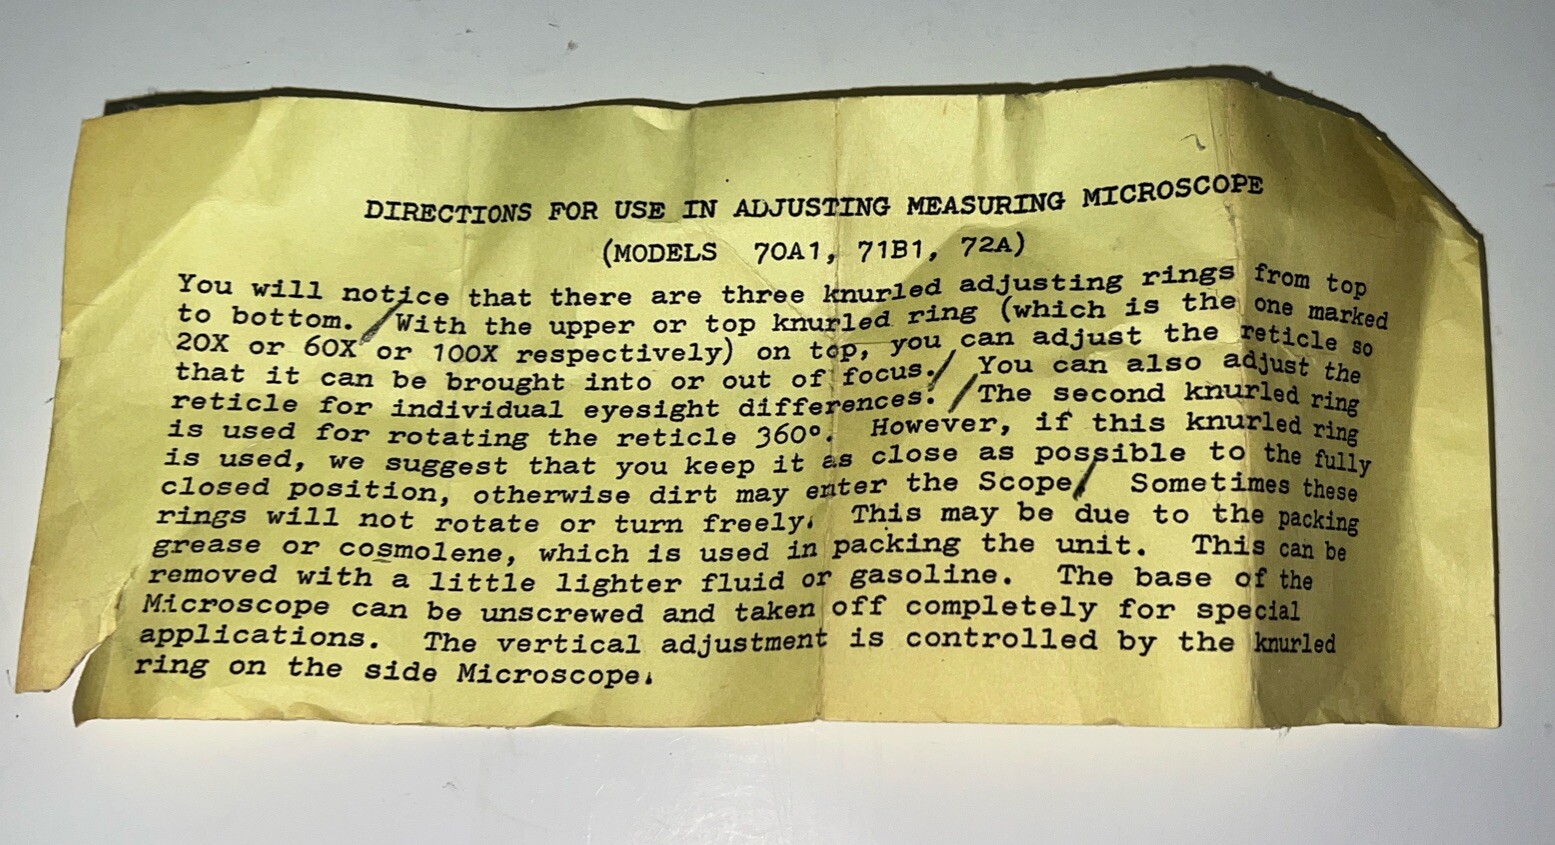 DIRECTIONS FOR USE IN ADJUSTING MEASURING MICROSCOPE
(MODELS 70A1, 71B1, 72A)
You will notice that there are three knurled adjusting rings from top
to bottom. /With the upper or top knurled ring (which is the one marked
20X or 60X or 100X respectively) on top, you can adjust the reticle so
that it can be brought into or out of focus./ You can also adjust the
reticle for individual eyesight differences. /The second knurled ring
is used for rotating the reticle 360°. However, if this knurled ring
is used, we suggest that you keep it as close as possible to the fully
closed position, otherwise dirt may enter the Scope/ Sometimes these
rings will not rotate or turn freely. This may be due to the packing
grease or cosmolene, which is used in packing the unit. This can be
removed with a little lighter fluid or gasoline. The base of the
Microscope can be unscrewed and taken off completely for special
applications. The vertical adjustment is controlled by the knurled
ring on the side Microscope.